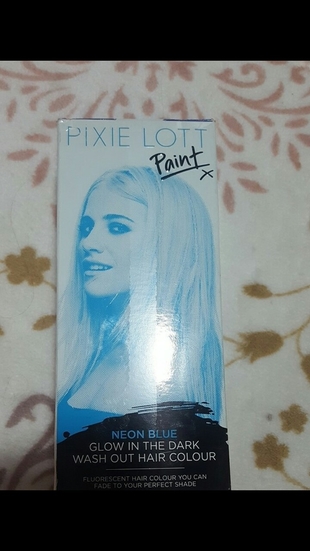 PIXIE LOTT
Paint x
NEON BLUE
GLOW IN THE DARK
WASH OUT HAIR COLOUR
FLUORESCENT HAIR COLOUR YOU CAN
FADE TO YOUR PERFECT SHADE